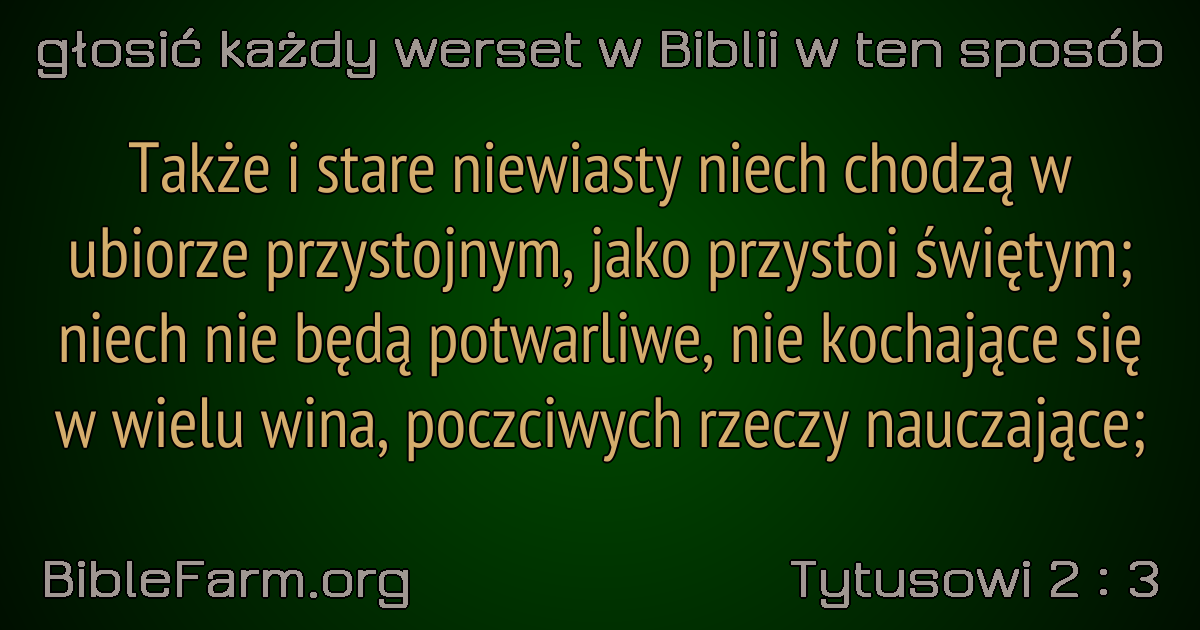 głosić każdy werset w Biblii w ten sposób
Także i stare niewiasty niech chodzą w
ubiorze przystojnym, jako przystoi świętym;
niech nie będą potwarliwe, nie kochające się
w wielu wina, poczciwych rzeczy nauczające;
BibleFarm.org
Tytusowi 2 : 3